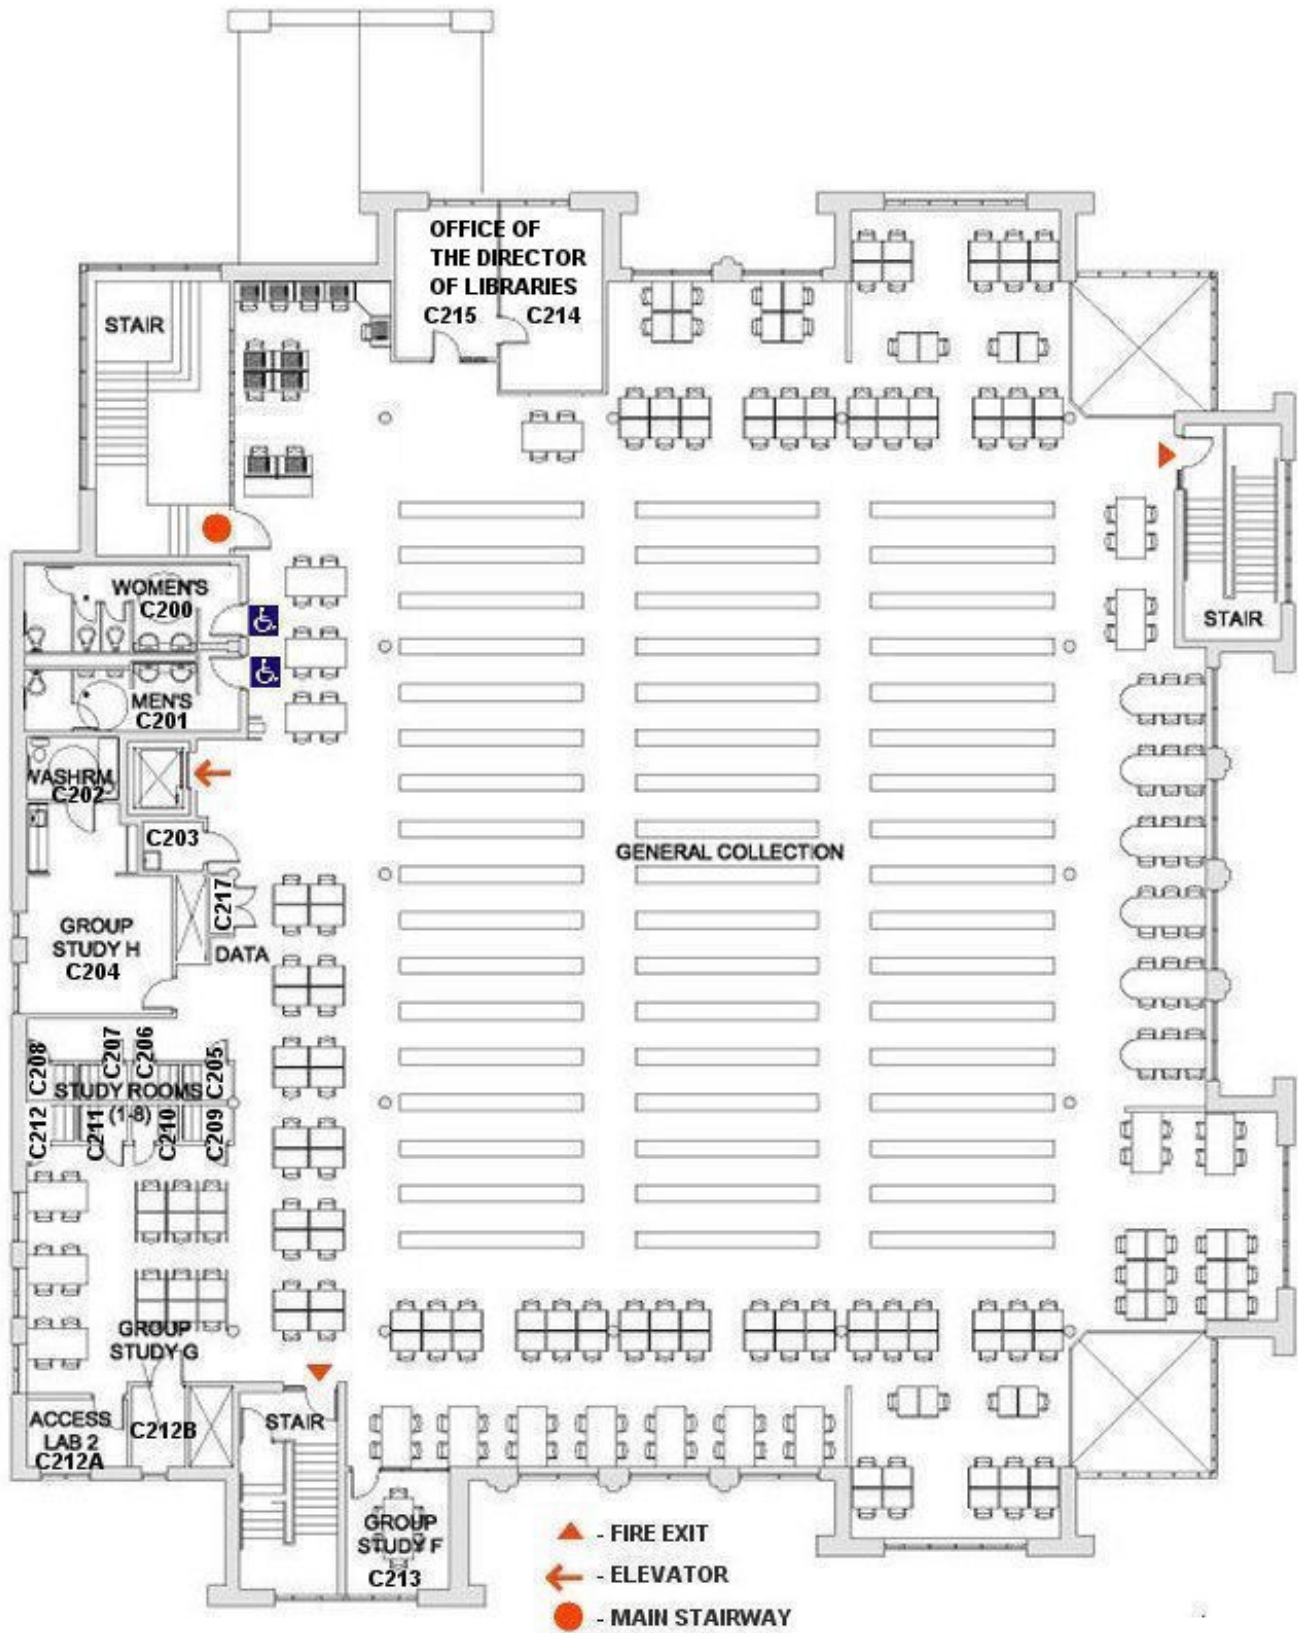 OFFICE OF
THE DIRECTOR
OF LIBRARIES
C215
C214
STAIR
WOMEN'S
C200
STAIR
MEN'S
C201
WASHRM.
C202
C203
GENERAL COLLECTION
C217
GROUP
STUDY H
C204
DATA
C208
C207
C206
C205
STUDY ROOMS
(1-8)
C212
C211
C210
C209
GROUP
STUDY G
ACCESS
LAB 2
C212A
C212B
STAIR
GROUP
STUDY F
C213
- FIRE EXIT
- ELEVATOR
- MAIN STAIRWAY